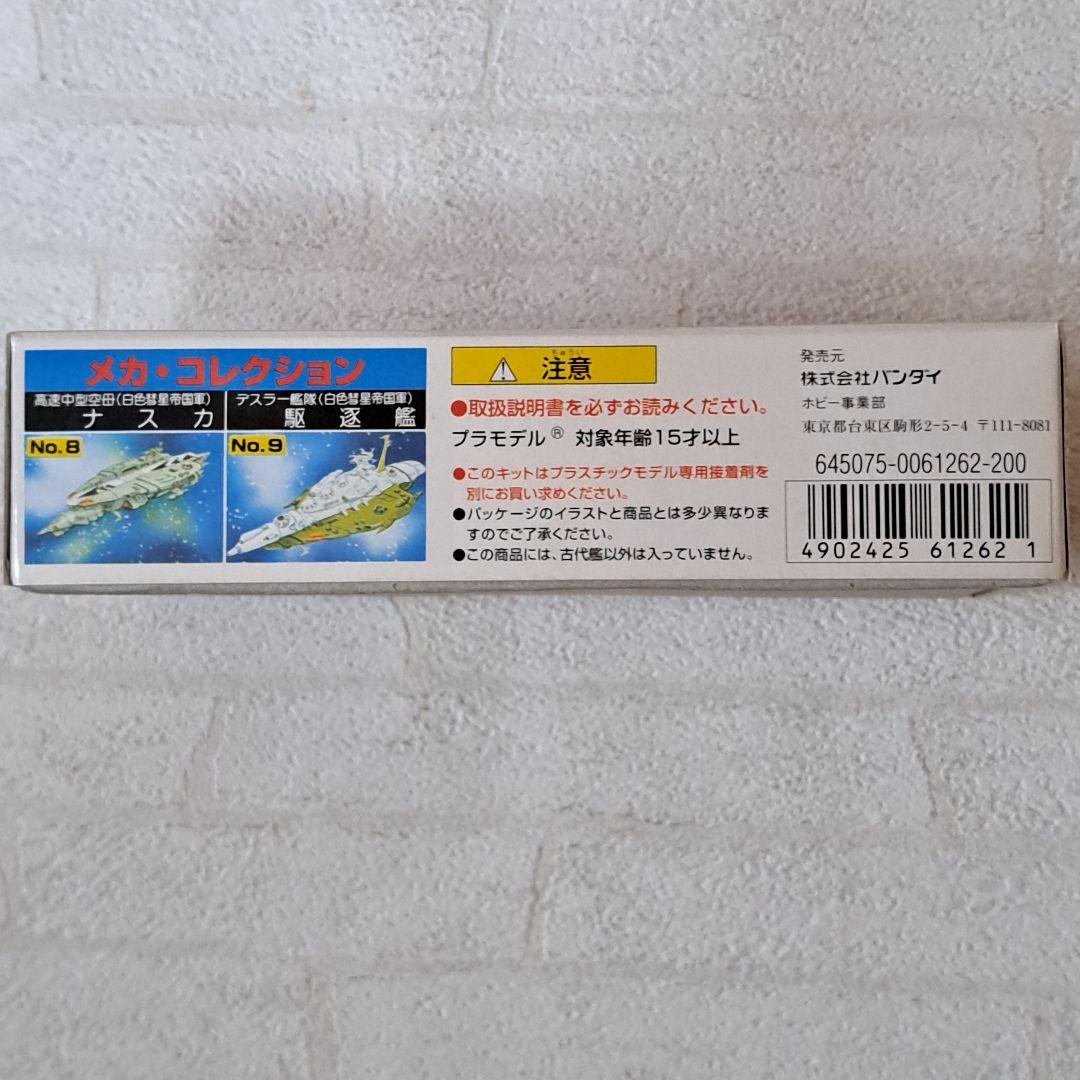 メカ・コレクション
高速中型空母(白色彗星帝国軍)
ナスカ
No.8
デスラー艦隊(白色彗星帝国軍)
駆逐艦
No.9
ちゅうい
注意
●取扱説明書を必ずお読みください。
プラモデル® 対象年齢15才以上
●このキットはプラスチックモデル専用接着剤を
別にお買い求めください。
●パッケージのイラストと商品とは多少異なりま
すのでご了承ください。
●この商品には、古代艦以外は入っていません。
発売元
株式会社バンダイ
ホビー事業部
東京都台東区駒形2-5-4 〒111-8081
645075-0061262-200
4902425 61262 1